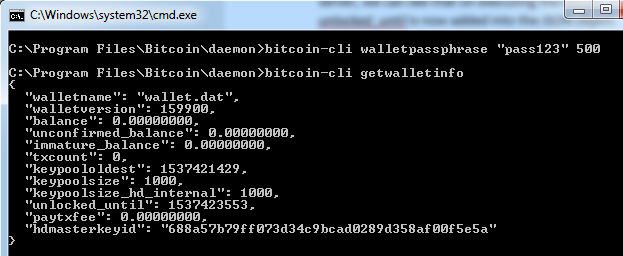 C:\Windows\system32\cmd.exe
C:\Program Files\Bitcoin\daemon>bitcoin-cli walletpassphrase "pass123" 500
C:\Program Files\Bitcoin\daemon>bitcoin-cli getwalletinfo
{
"walletname": "wallet.dat",
"walletversion": 159900,
"balance": 0.00000000,
"unconfirmed_balance": 0.00000000,
"immature_balance": 0.00000000,
"txcount": 0,
"keypoololdest": 1537421429,
"keypoolsize": 1000,
"keypoolsize_hd_internal": 1000,
"unlocked_until": 1537423553,
"paytxfee": 0.00000000,
"hdmasterkeyid": "688a57b79ff073d34c9bcad0289d358af00f5e5a"
}